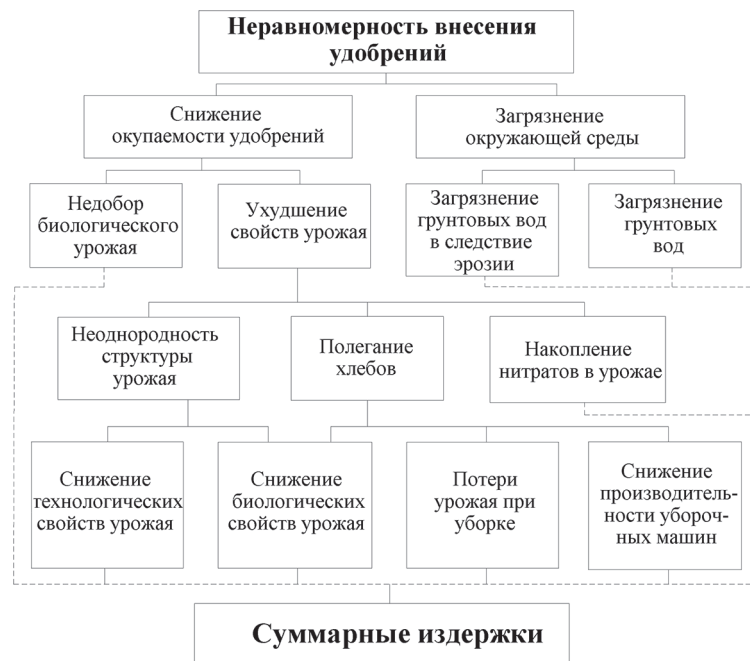 Неравномерность внесения
удобрений
Снижение
окупаемости удобрений
Загрязнение
окружающей среды
Недобор
биологического
урожая
Ухудшение
свойств урожая
Загрязнение
грунтовых вод
в следствие
эрозии
Загрязнение
грунтовых
вод
Неоднородность
структуры
урожая
Полегание
хлебов
Накопление
нитратов в урожае
Снижение
технологических
свойств урожая
Снижение
биологических
свойств урожая
Потери
урожая при
уборке
Снижение
производитель-
ности убороч-
ных машин
Суммарные издержки